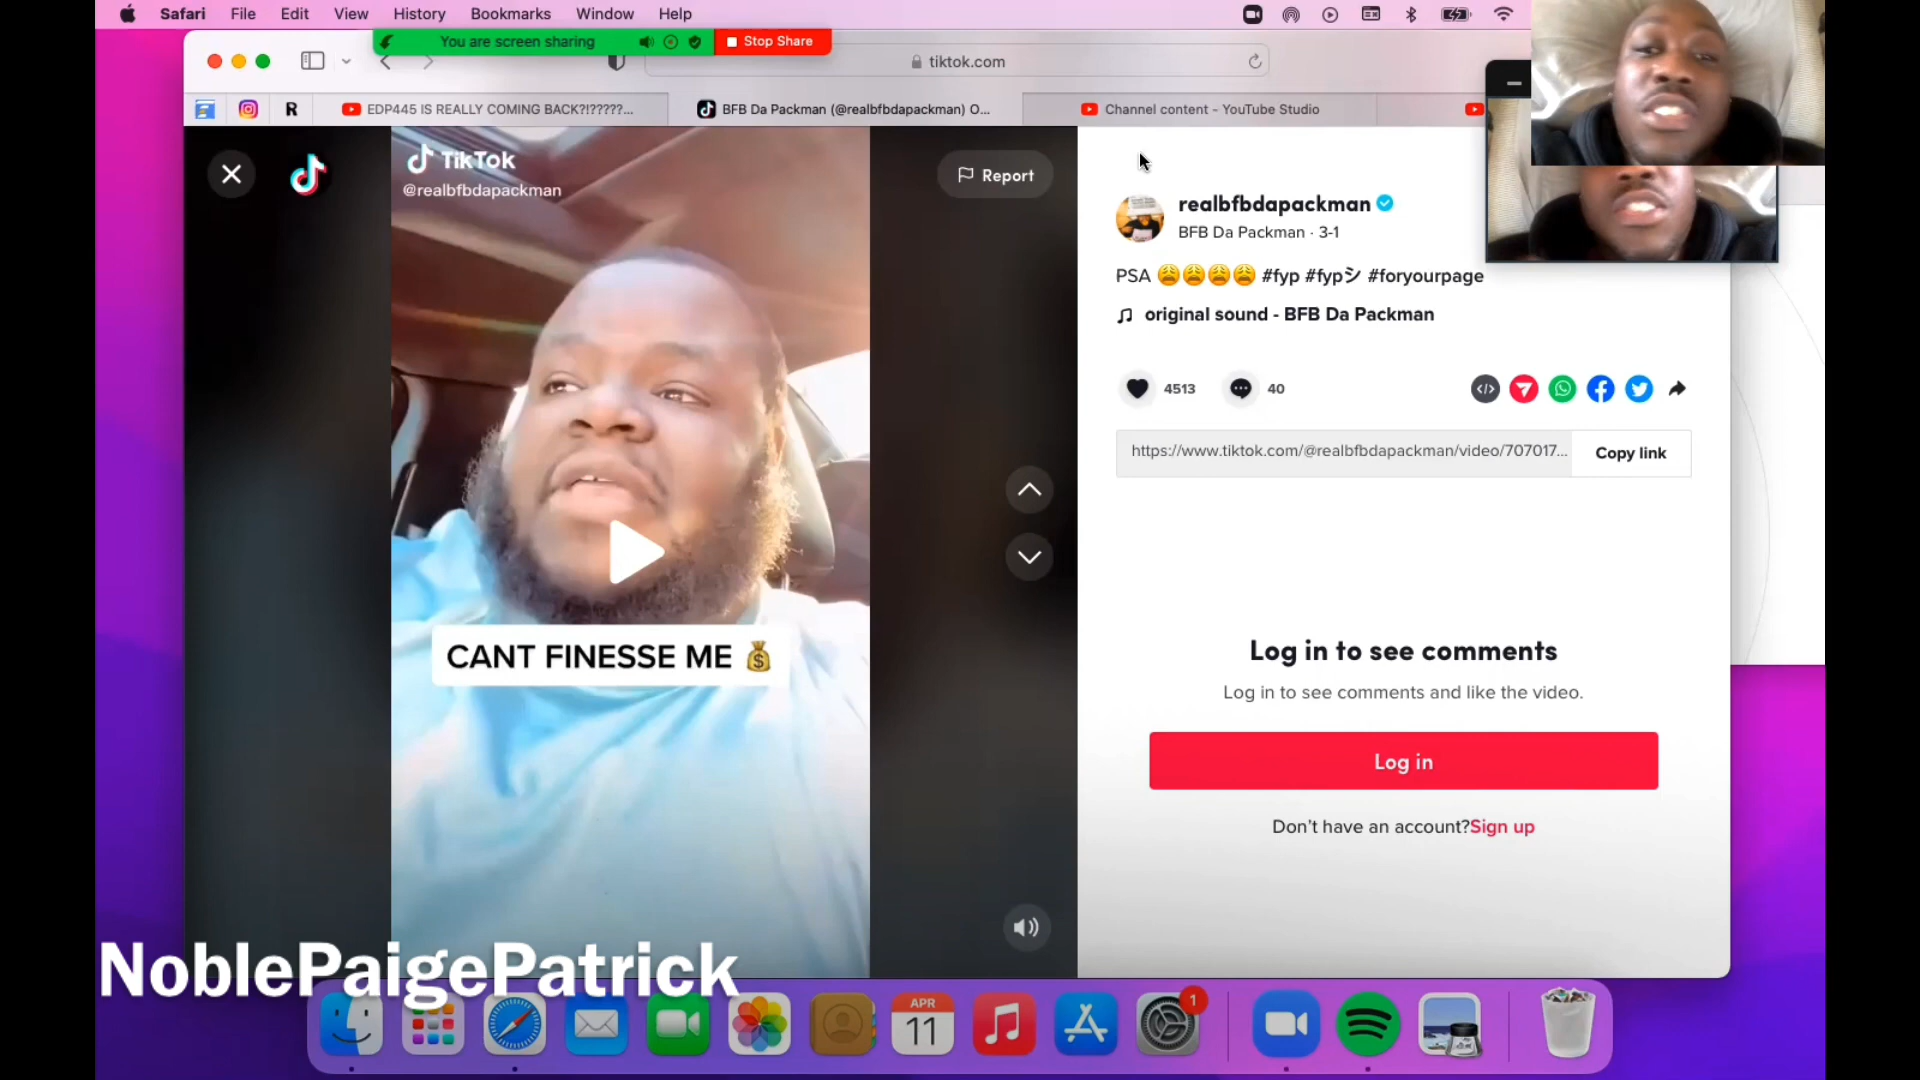 Safari File Edit View History Bookmarks Window Help
You are screen sharing Stop Share
tiktok.com
R EDP445 IS REALLY COMING BACK?!?????... BFB Da Packman (@realbfbdapackman) O... Channel content - YouTube Studio
TikTok
@realbfbdapackman
Report
CANT FINESSE ME 💰
realbfbdapackman
BFB Da Packman · 3-1
PSA 😩😩😩😩 #fyp #fypシ #foryourpage
original sound - BFB Da Packman
4513 40
https://www.tiktok.com/@realbfbdapackman/video/707017... Copy link
Log in to see comments
Log in to see comments and like the video.
Log in
Don't have an account?Sign up
NoblePaigePatrick
APR
11
1